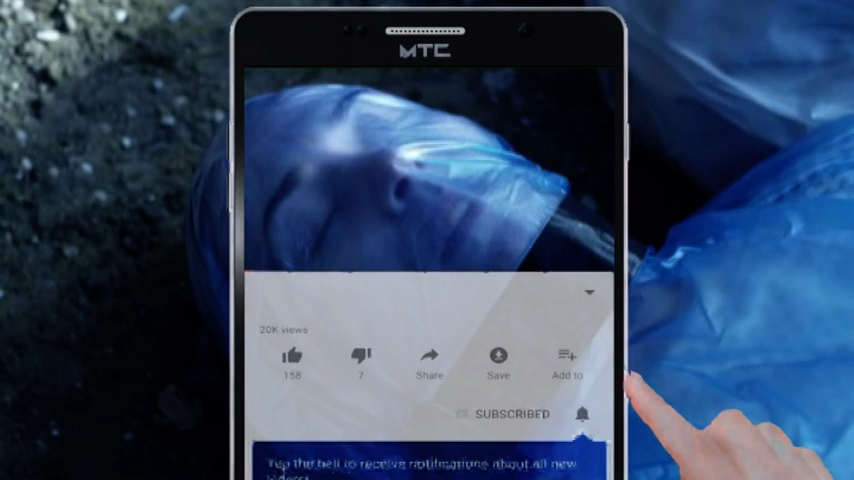 MTC
20K views
158
7
Share
Save
Add to
SUBSCRIBED
Tap the bell to receive notifications about all new
videos